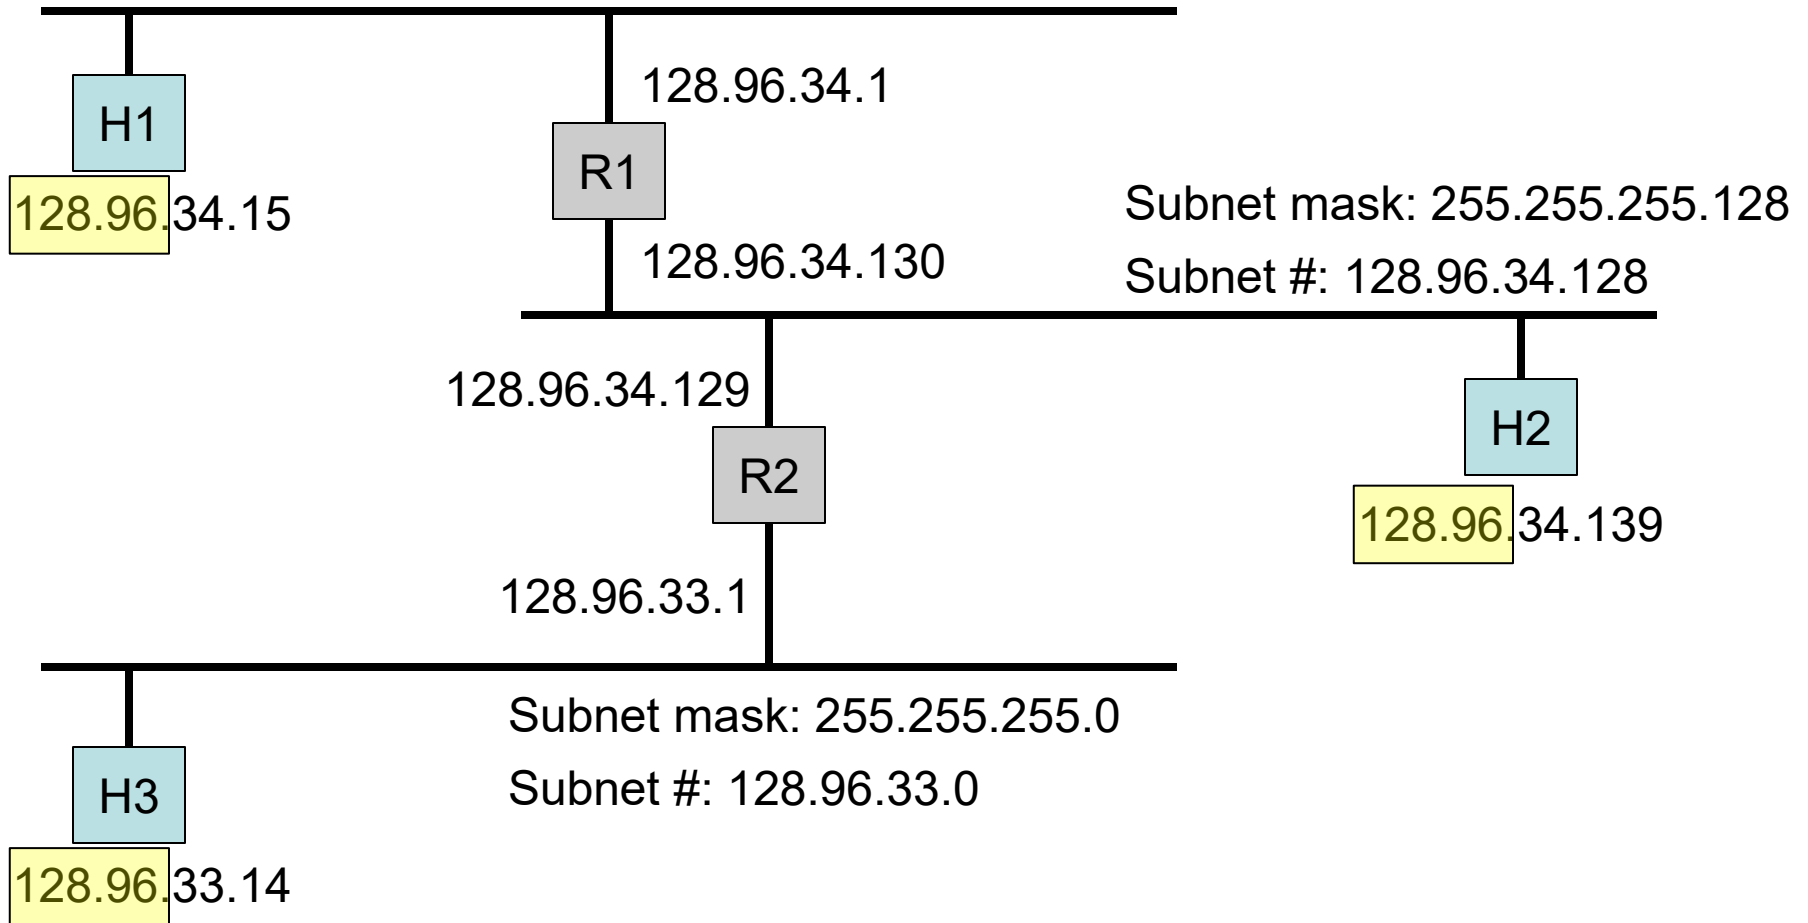 128.96.34.1
H1
R1
128.96.34.15
Subnet mask: 255.255.255.128
128.96.34.130
Subnet #: 128.96.34.128
128.96.34.129
H2
R2
128.96.34.139
128.96.33.1
Subnet mask: 255.255.255.0
Subnet #: 128.96.33.0
H3
128.96.33.14